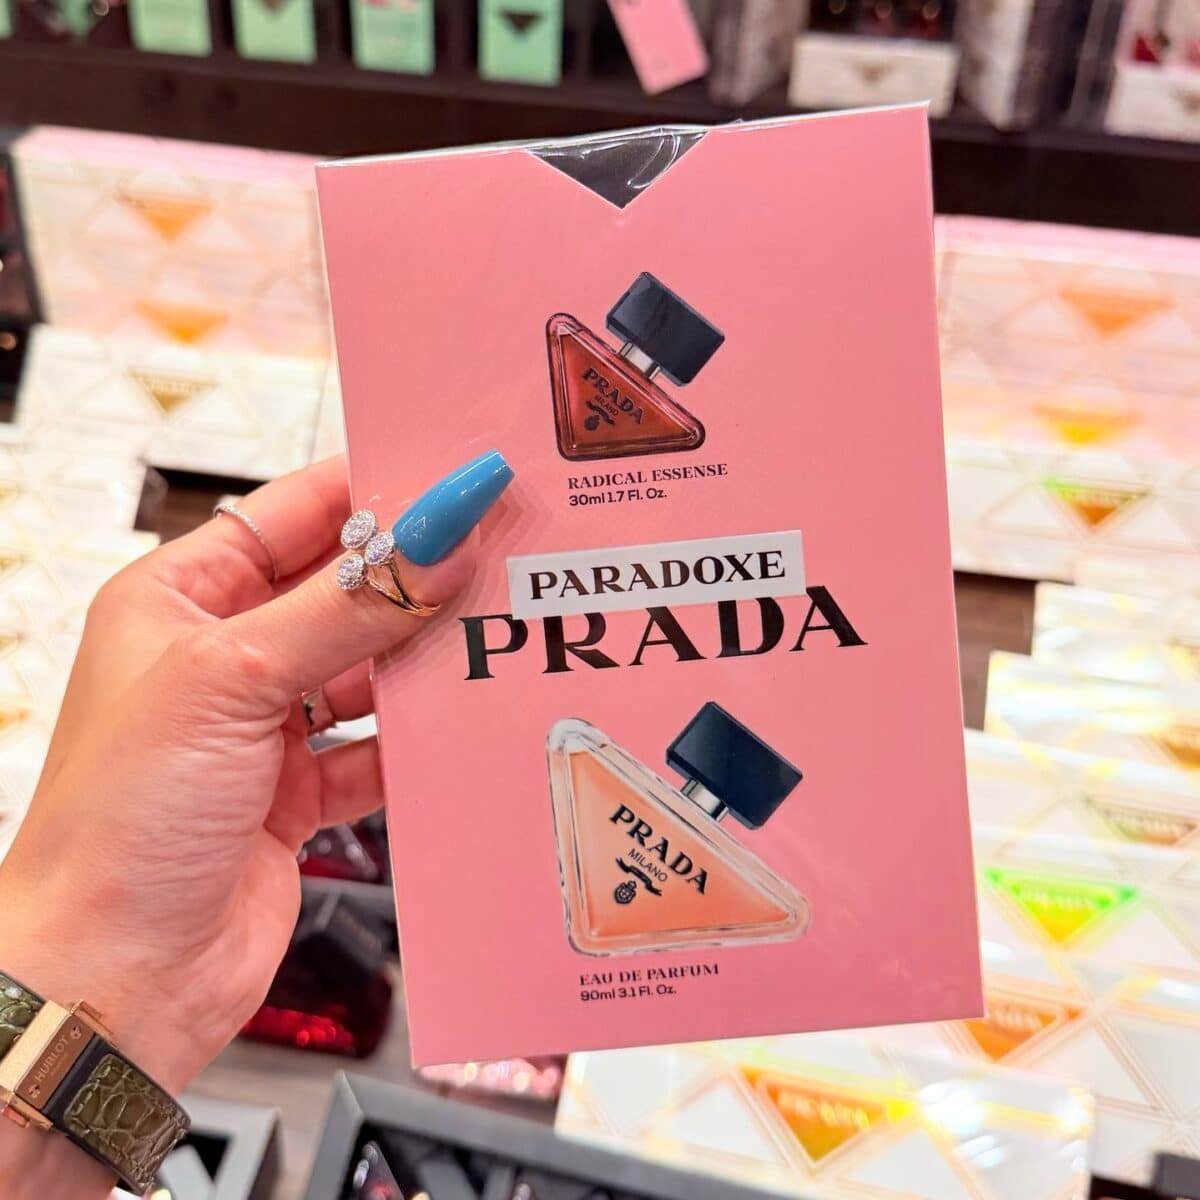 PRADA
MILANO
RADICAL ESSENSE
30ml 1.7 Fl. Oz.
PARADOXE
PRADA
PRADA
MILANO
EAU DE PARFUM
90ml 3.1 Fl. Oz.
HUBLOT